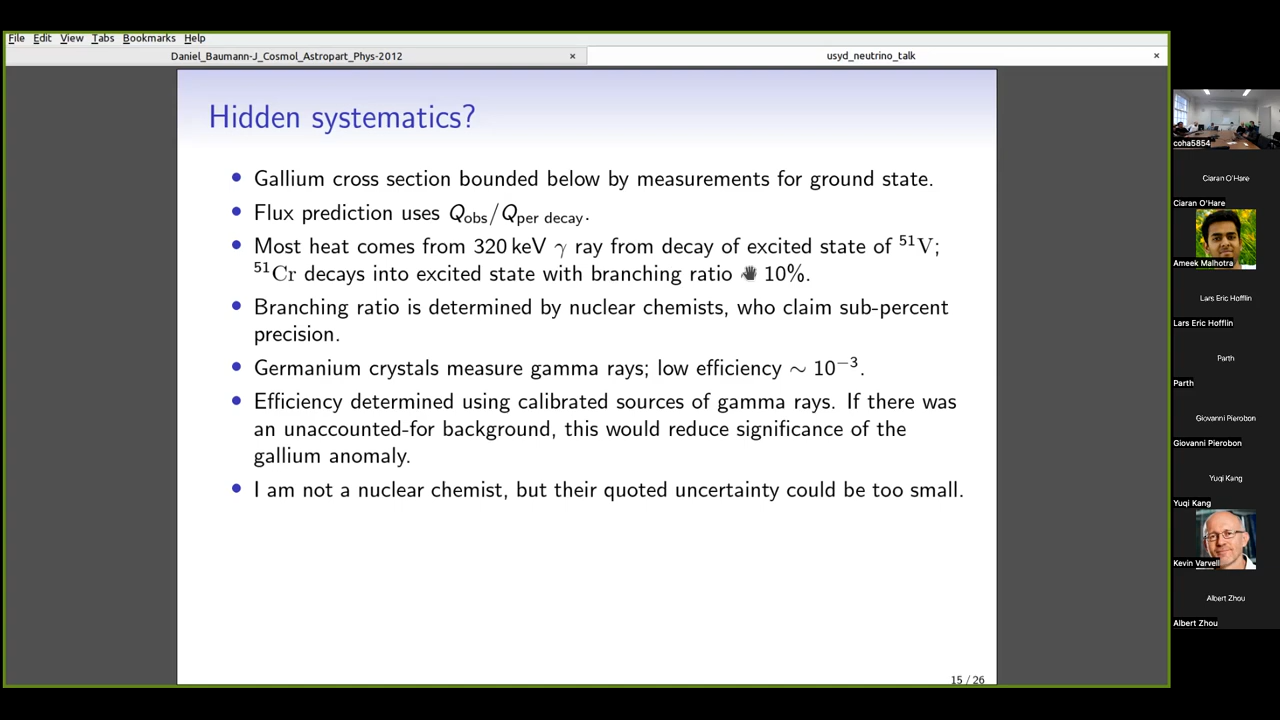 File Edit View Tabs Bookmarks Help
Daniel_Baumann-J_Cosmol_Astropart_Phys-2012 × usyd_neutrino_talk ×
Hidden systematics?
• Gallium cross section bounded below by measurements for ground state.
• Flux prediction uses Qobs/Qper decay.
• Most heat comes from 320 keV γ ray from decay of excited state of ⁵¹V;
⁵¹Cr decays into excited state with branching ratio 10%.
• Branching ratio is determined by nuclear chemists, who claim sub-percent
precision.
• Germanium crystals measure gamma rays; low efficiency ∼ 10⁻³.
• Efficiency determined using calibrated sources of gamma rays. If there was
an unaccounted-for background, this would reduce significance of the
gallium anomaly.
• I am not a nuclear chemist, but their quoted uncertainty could be too small.
15 / 26
coha5854
Ciaran O'Hare
Ciaran O'Hare
Ameek Malhotra
Lars Eric Hofflin
Lars Eric Hofflin
Parth
Parth
Giovanni Pierobon
Giovanni Pierobon
Yuqi Kang
Yuqi Kang
Kevin Varvell
Albert Zhou
Albert Zhou